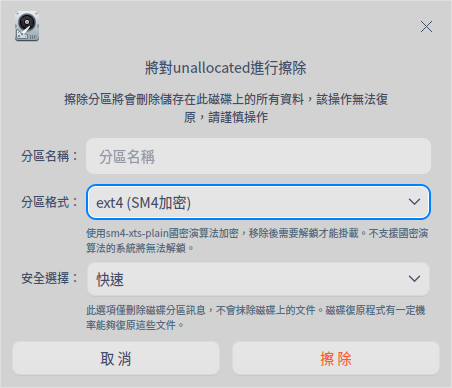 將對unallocated進行擦除
擦除分區將會刪除儲存在此磁碟上的所有資料，該操作無法復
原，請謹慎操作
分區名稱：
分區名稱
分區格式：
ext4 (SM4加密)
使用sm4-xts-plain國密演算法加密，移除後需要解鎖才能掛載。不支援國密演
算法的系統將無法解鎖。
安全選擇：
快速
此選項僅刪除磁碟分區訊息，不會抹除磁碟上的文件。磁碟復原程式有一定機
率能夠復原這些文件。
取消
擦除